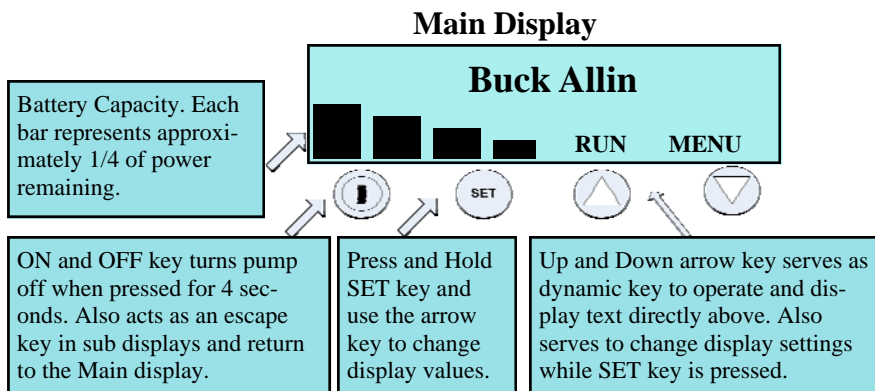 Main Display
Buck Allin
RUN MENU
Battery Capacity. Each
bar represents approxi-
mately 1/4 of power
remaining.
SET
ON and OFF key turns pump
off when pressed for 4 sec-
onds. Also acts as an escape
key in sub displays and return
to the Main display.
Press and Hold
SET key and
use the arrow
key to change
display values.
Up and Down arrow key serves as
dynamic key to operate and dis-
play text directly above. Also
serves to change display settings
while SET key is pressed.